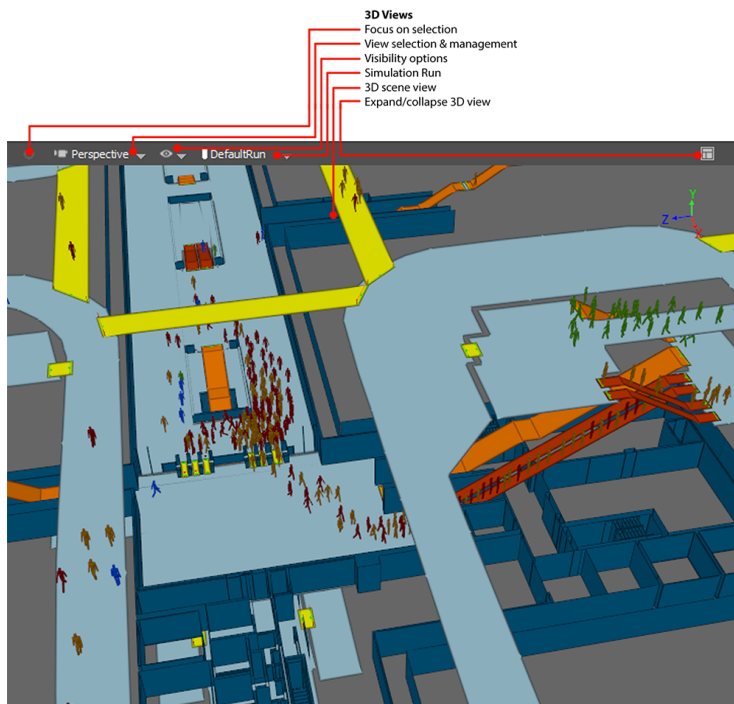 3D Views
Focus on selection
View selection & management
Visibility options
Simulation Run
3D scene view
Expand/collapse 3D view
Perspective
DefaultRun
Y
Z
X